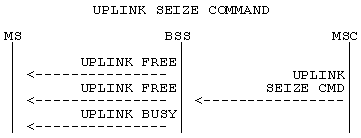 UPLINK SEIZE COMMAND
MS BSS MSC
UPLINK FREE
UPLINK
UPLINK FREE SEIZE CMD
UPLINK BUSY